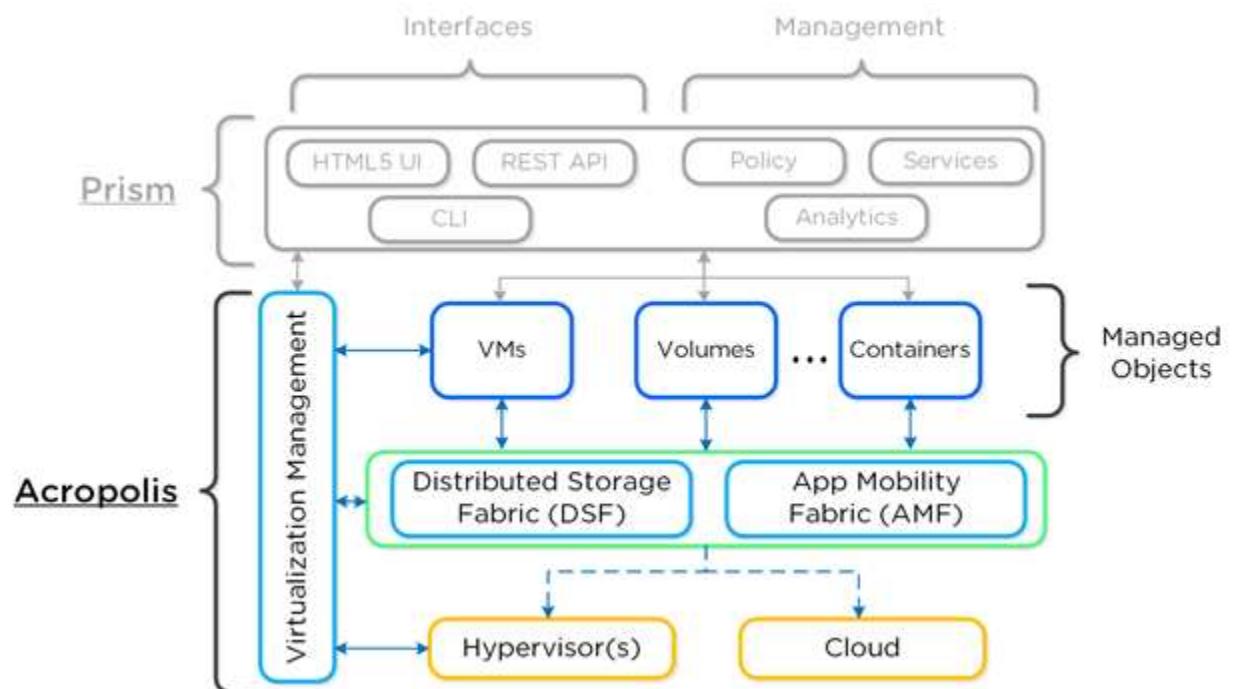 Interfaces
Management
HTML5 UI
REST API
Policy
Services
Prism
CLI
Analytics
Virtualization Management
VMs
Volumes
...
Containers
Managed
Objects
Acropolis
Distributed Storage
Fabric (DSF)
App Mobility
Fabric (AMF)
Hypervisor(s)
Cloud